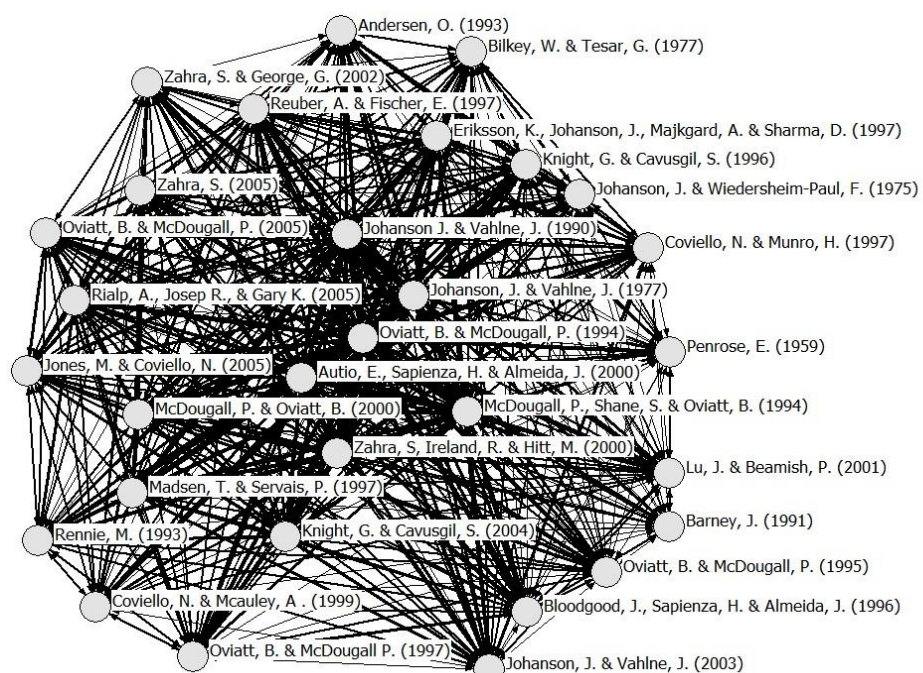 Andersen, O. (1993)
Bilkey, W. & Tesar, G. (1977)
Zahra, S. & George, G. (2002)
Reuber, A. & Fischer, E. (1997)
Eriksson, K., Johanson, J., Majkgard, A. & Sharma, D. (1997)
Knight, G. & Cavusgil, S. (1996)
Zahra, S. (2005)
Johanson, J. & Wiedersheim-Paul, F. (1975)
Oviatt, B. & McDougall, P. (2005)
Johanson J. & Vahlne, J. (1990)
Coviello, N. & Munro, H. (1997)
Rialp, A., Josep R., & Gary K. (2005)
Johanson, J. & Vahlne, J. (1977)
Oviatt, B. & McDougall, P. (1994)
Penrose, E. (1959)
Jones, M. & Coviello, N. (2005)
Autio, E., Sapienza, H. & Almeida, J. (2000)
McDougall, P. & Oviatt, B. (2000)
McDougall, P., Shane, S. & Oviatt, B. (1994)
Zahra, S, Ireland, R. & Hitt, M. (2000)
Lu, J. & Beamish, P. (2001)
Madsen, T. & Servais, P. (1997)
Barney, J. (1991)
Rennie, M. (1993)
Knight, G. & Cavusgil, S. (2004)
Oviatt, B. & McDougall, P. (1995)
Coviello, N. & Mcauley, A . (1999)
Bloodgood, J., Sapienza, H. & Almeida, J. (1996)
Oviatt, B. & McDougall P. (1997)
Johanson, J. & Vahlne, J. (2003)